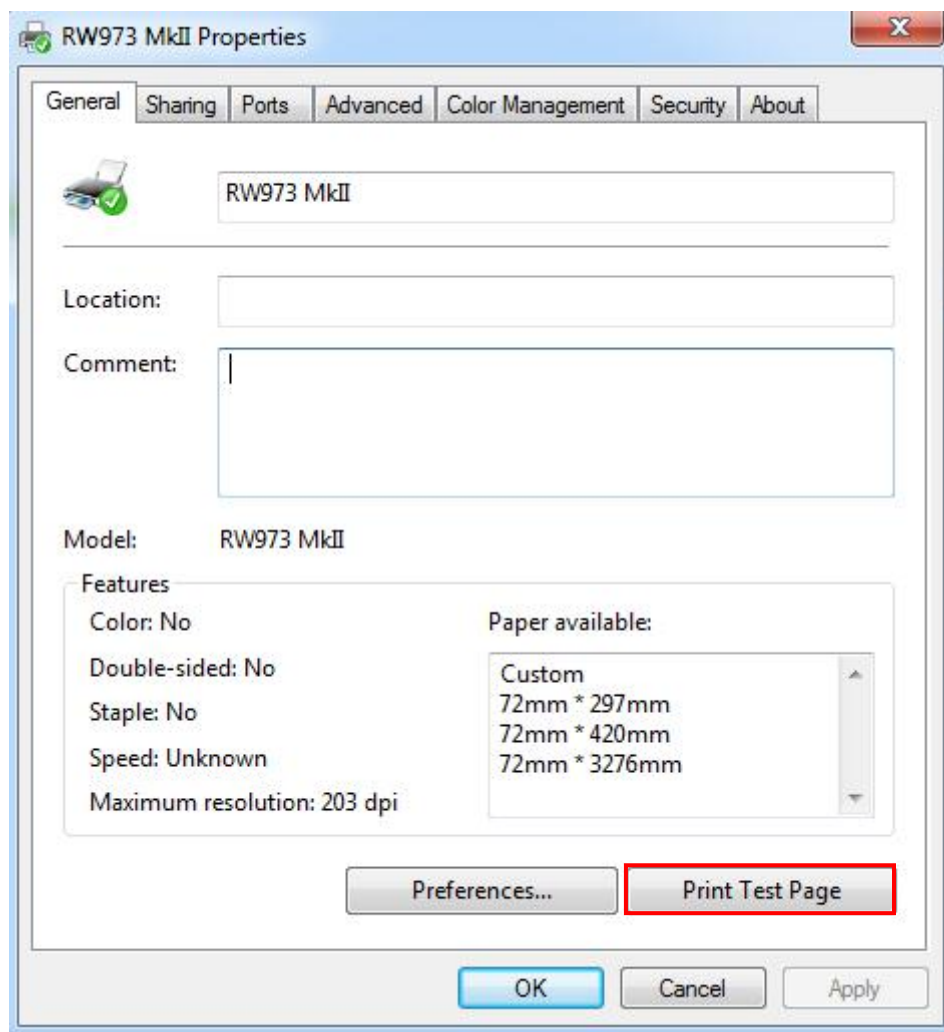 RW973 MkII Properties
General Sharing Ports Advanced Color Management Security About
RW973 MkII
Location:
Comment:
Model: RW973 MkII
Features
Color: No
Double-sided: No
Staple: No
Speed: Unknown
Maximum resolution: 203 dpi
Paper available:
Custom
72mm * 297mm
72mm * 420mm
72mm * 3276mm
Preferences... Print Test Page
OK Cancel Apply